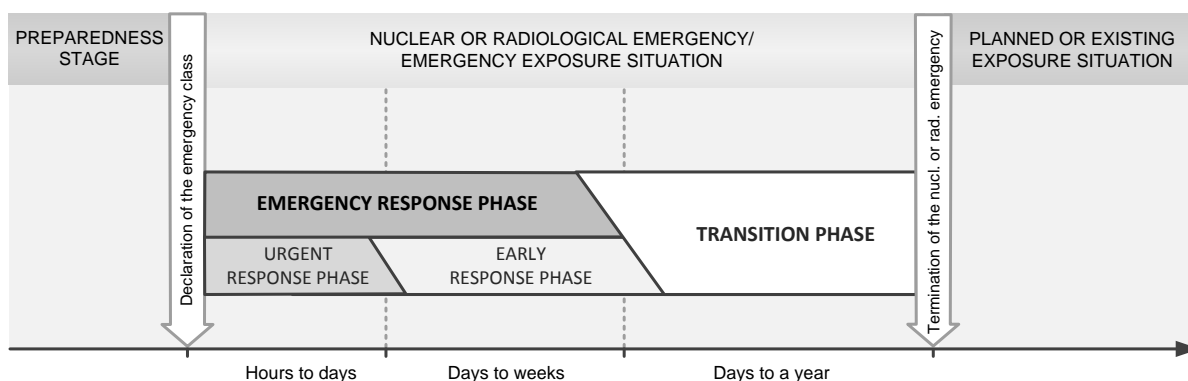 PREPAREDNESS
STAGE
NUCLEAR OR RADIOLOGICAL EMERGENCY/
EMERGENCY EXPOSURE SITUATION
PLANNED OR EXISTING
EXPOSURE SITUATION
Declaration of the emergency class
Termination of the nucl. or rad. emergency
EMERGENCY RESPONSE PHASE
URGENT
RESPONSE PHASE
EARLY
RESPONSE PHASE
TRANSITION PHASE
Hours to days
Days to weeks
Days to a year